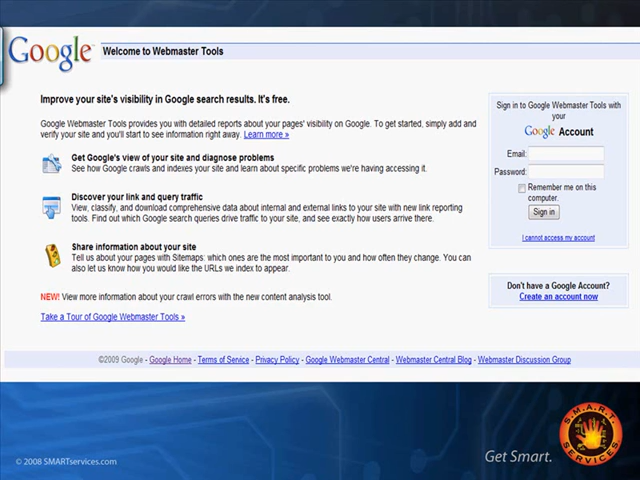 Google™ Welcome to Webmaster Tools
Improve your site's visibility in Google search results. It's free.
Google Webmaster Tools provides you with detailed reports about your pages' visibility on Google. To get started, simply add and
verify your site and you'll start to see information right away. Learn more »
Get Google's view of your site and diagnose problems
See how Google crawls and indexes your site and learn about specific problems we're having accessing it.
Discover your link and query traffic
View, classify, and download comprehensive data about internal and external links to your site with new link reporting
tools. Find out which Google search queries drive traffic to your site, and see exactly how users arrive there.
Share information about your site
Tell us about your pages with Sitemaps: which ones are the most important to you and how often they change. You can
also let us know how you would like the URLs we index to appear.
NEW! View more information about your crawl errors with the new content analysis tool.
Take a Tour of Google Webmaster Tools »
Sign in to Google Webmaster Tools with
your
Google Account
Email:
Password:
Remember me on this
computer.
Sign in
I cannot access my account
Don't have a Google Account?
Create an account now
©2009 Google - Google Home - Terms of Service - Privacy Policy - Google Webmaster Central - Webmaster Central Blog - Webmaster Discussion Group
© 2008 SMARTservices.com
Get Smart.
S.M.A.R.T.
SERVICES